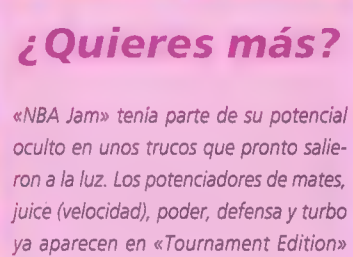 ¿Quieres más?
«NBA Jam» tenía parte de su potencial
oculto en unos trucos que pronto salie-
ron a la luz. Los potenciadores de mates,
juice (velocidad), poder, defensa y turbo
ya aparecen en «Tournament Edition»